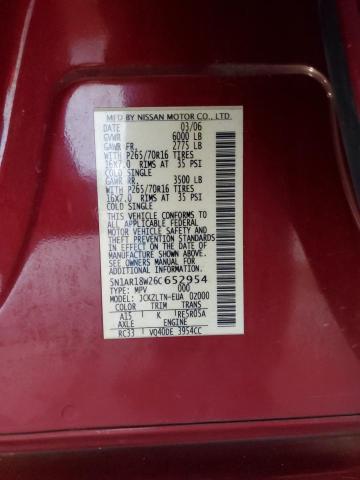 MFD BY NISSAN MOTOR CO., LTD.
DATE 03/06
GVWR 6000 LB
GAWR FR. 2775 LB
WITH P265/70R16 TIRES
16X7.0 RIMS AT 35 PSI
COLD SINGLE
GAWR RR. 3500 LB
WITH P265/70R16 TIRES
16X7.0 RIMS AT 35 PSI
COLD SINGLE
THIS VEHICLE CONFORMS TO
ALL APPLICABLE FEDERAL
MOTOR VEHICLE SAFETY
AND THEFT PREVENTION STANDARDS
IN EFFECT ON THE DATE OF
MANUFACTURE SHOWN ABOVE.
SEE OWNERS MANUAL FOR
ADDITIONAL INFORMATION
5N1AR18W26C652954
TYPE: MPV 000
MODEL: JCKZLTN-EUA D2000
COLOR TRIM TRANS
A15 K RE5R05A
AXLE ENGINE
RC33 VQ40DE 3954CC